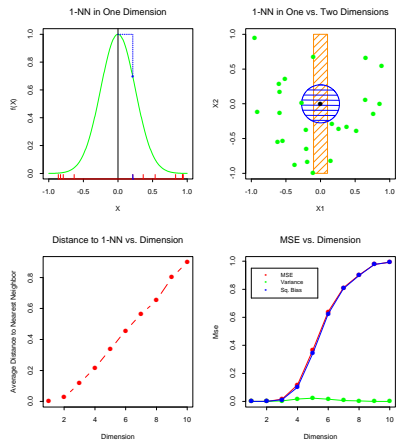 1-NN in One Dimension
f(X)
0.0 0.2 0.4 0.6 0.8 1.0
-1.0 -0.5 0.0 0.5 1.0
X
1-NN in One vs. Two Dimensions
X2
-1.0 -0.5 0.0 0.5 1.0
-1.0 -0.5 0.0 0.5 1.0
X1
Distance to 1-NN vs. Dimension
Average Distance to Nearest Neighbor
0.0 0.2 0.4 0.6 0.8
2 4 6 8 10
Dimension
MSE vs. Dimension
Mse
0.0 0.2 0.4 0.6 0.8 1.0
MSE
Variance
Sq. Bias
2 4 6 8 10
Dimension